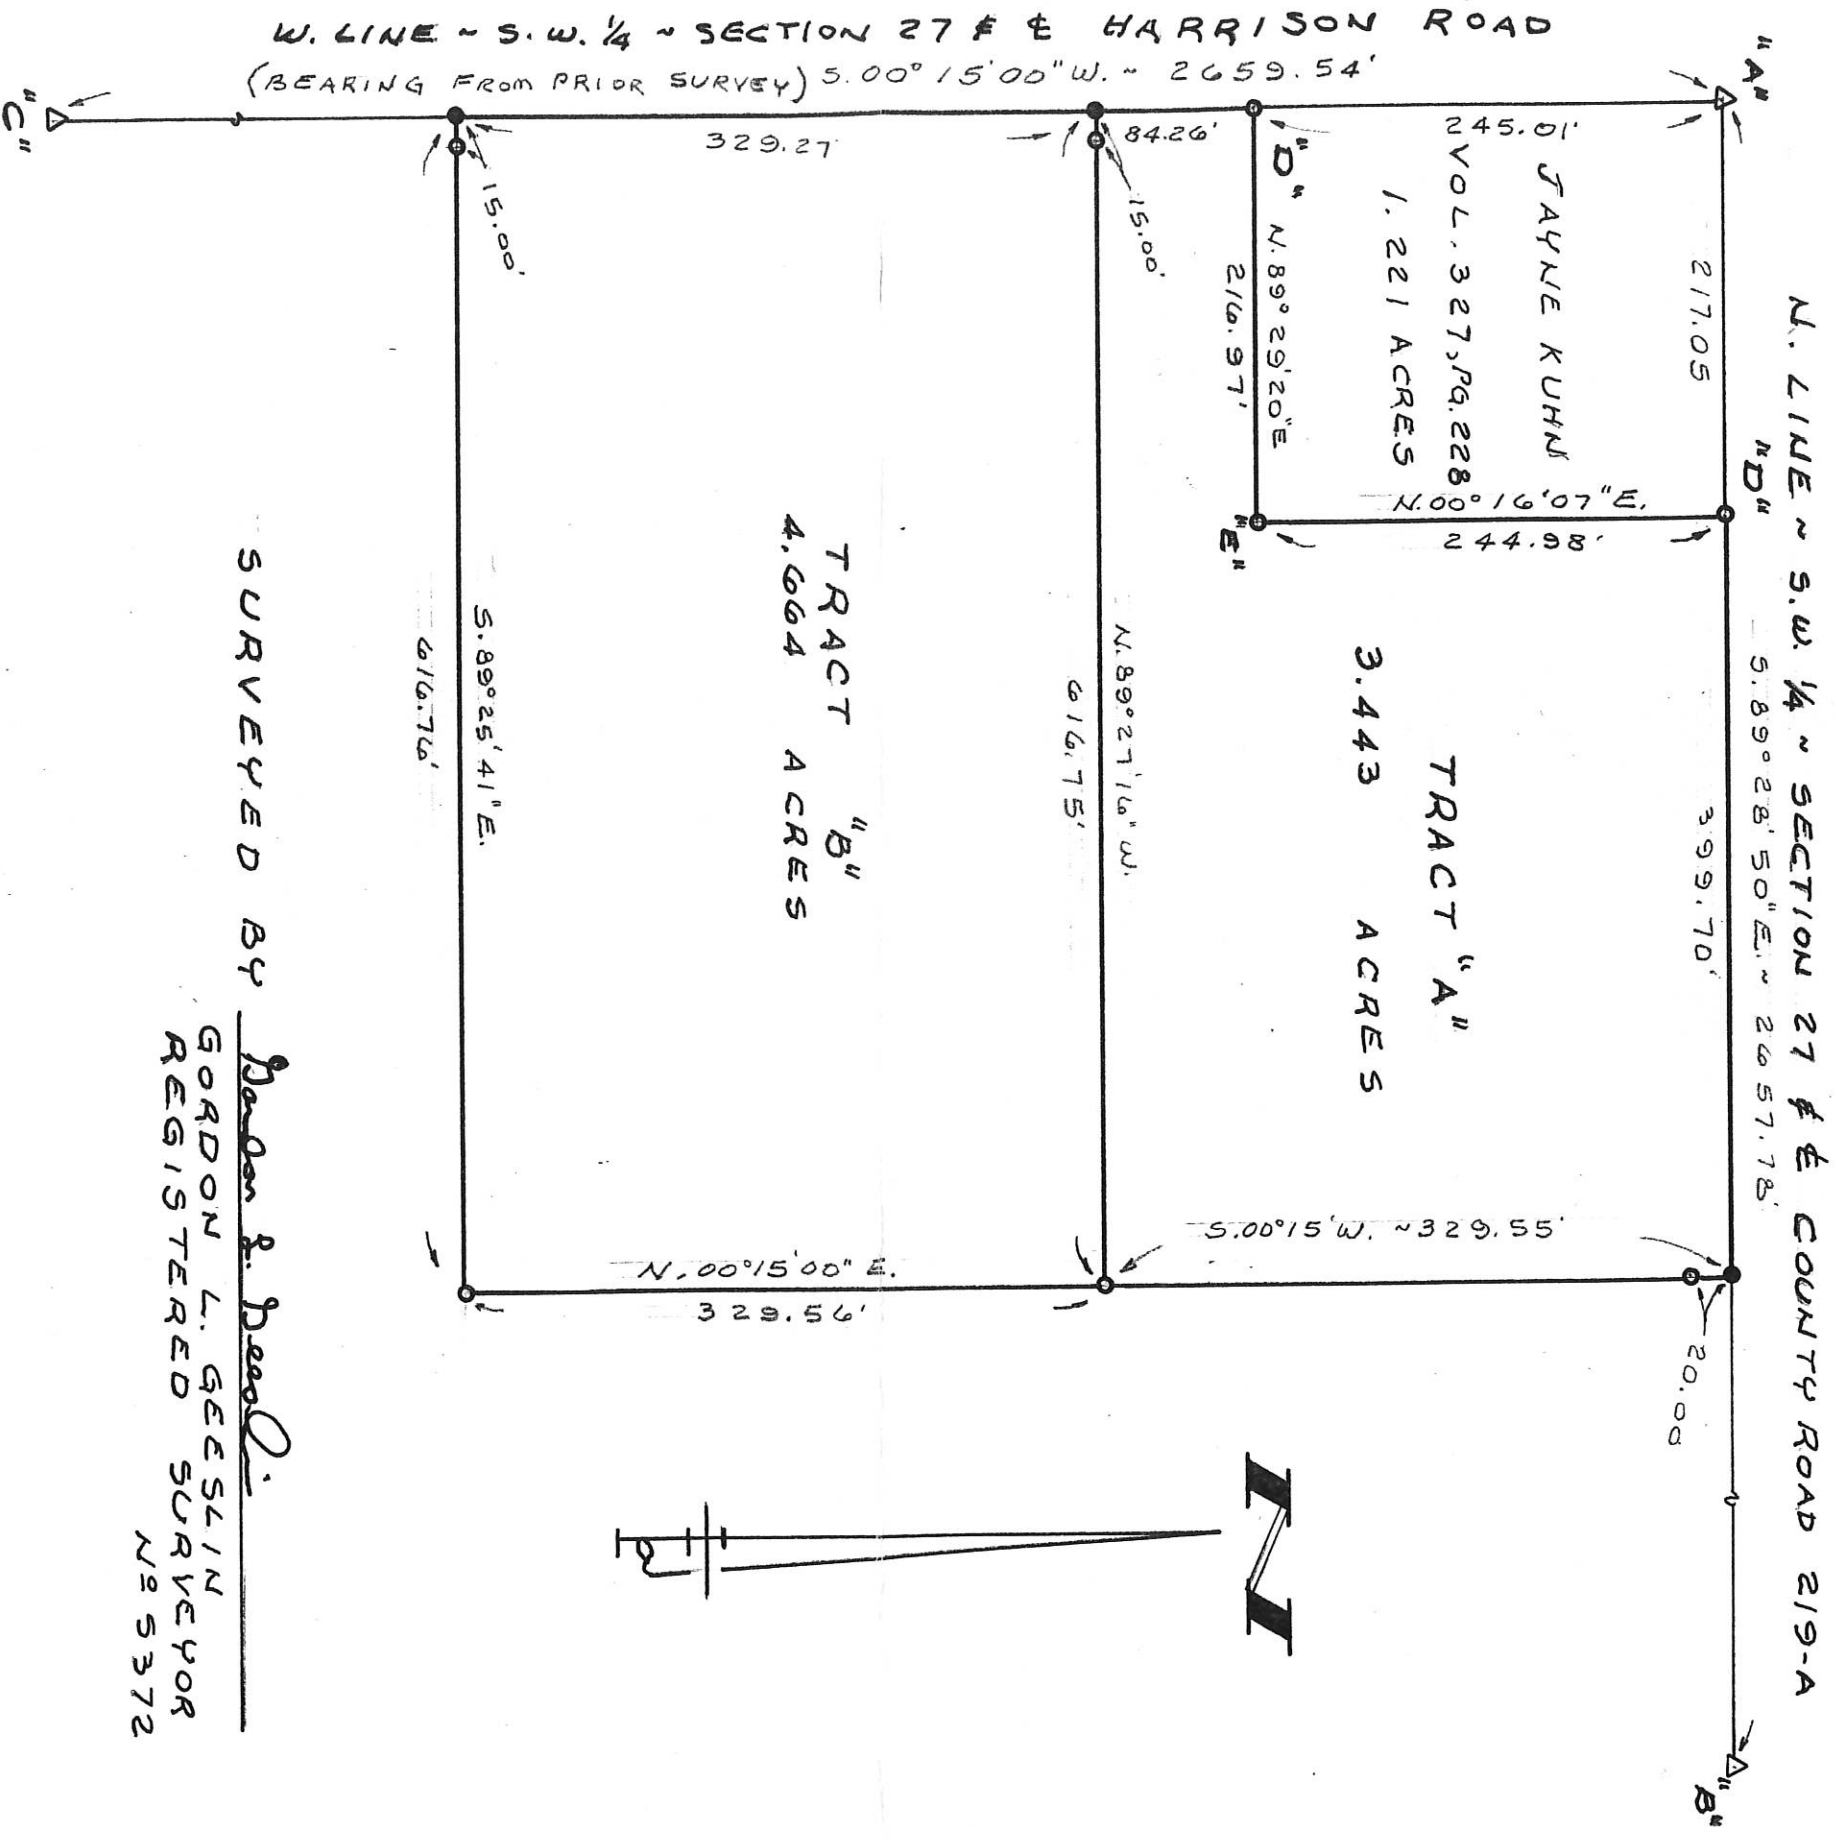 W. LINE ~ S.W. 1/4 ~ SECTION 27 & ℄ HARRISON ROAD
(BEARING FROM PRIOR SURVEY) S.00°15'00"W. ~ 2659.54'
"A"
"C"
N. LINE ~ S.W. 1/4 ~ SECTION 27 & ℄ COUNTY ROAD 219-A
S.89°28'50"E. ~ 2657.78'
"D"
"B"
217.05
399.70'
245.01'
84.26'
329.27
15.00'
15.00'
"D"
JAYNE KUHN
VOL. 327, PG. 228
1.221 ACRES
N.89°29'20"E
216.97'
N.00°16'07"E.
244.98'
"E"
TRACT "A"
3.443 ACRES
S.00°15'W. ~ 329.55'
20.00
N.89°27'16"W.
616.75'
TRACT "B"
4.664 ACRES
N.00°15'00"E.
329.56'
S.89°25'41"E.
616.76'
N
SURVEYED BY Gordon L. Geeslin
GORDON L. GEESLIN
REGISTERED SURVEYOR
Nº 5372